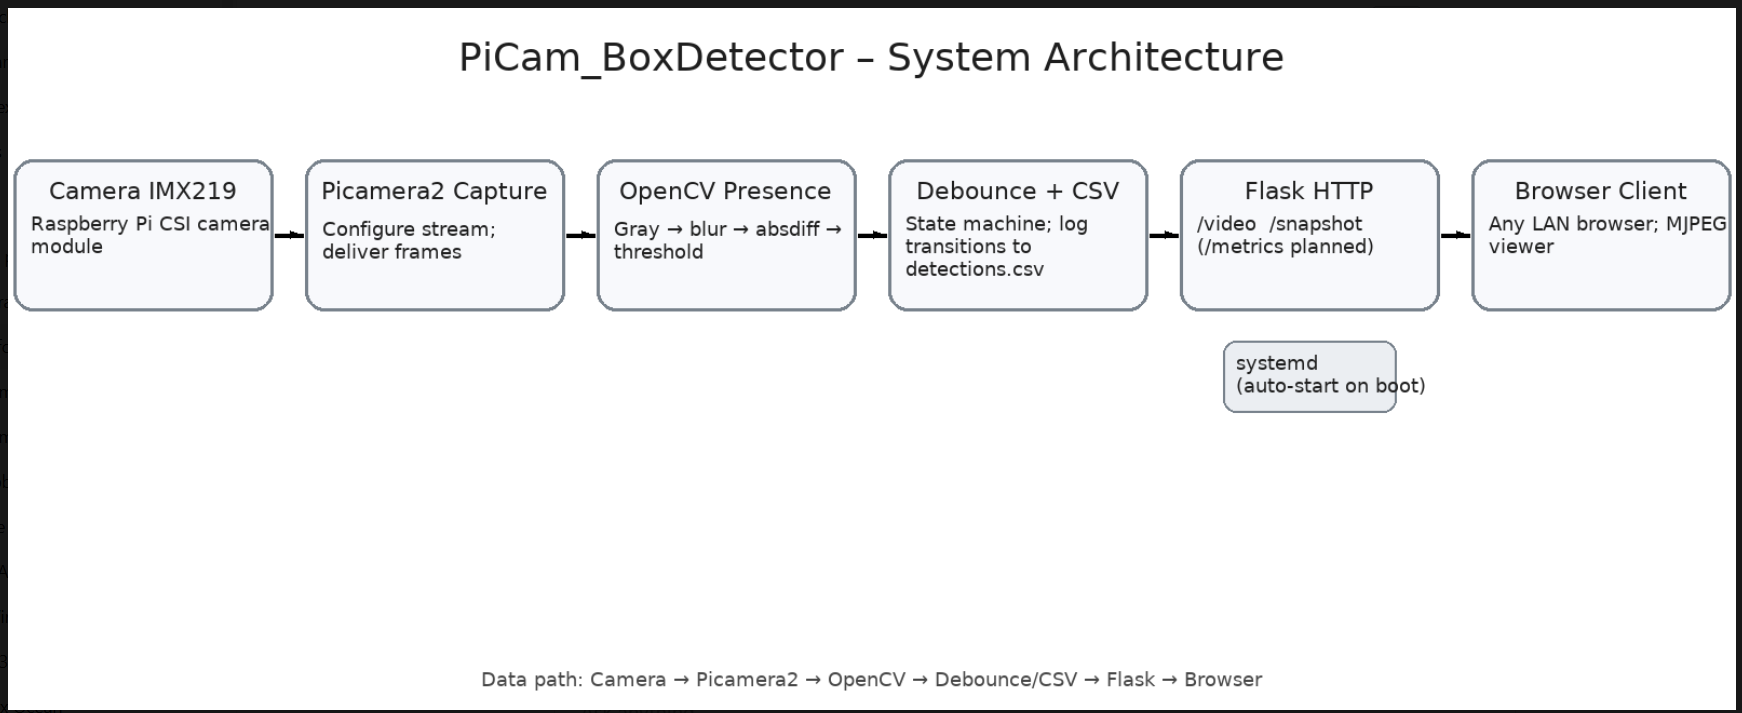 PiCam_BoxDetector – System Architecture
Camera IMX219
Raspberry Pi CSI camera
module
Picamera2 Capture
Configure stream;
deliver frames
OpenCV Presence
Gray → blur → absdiff →
threshold
Debounce + CSV
State machine; log
transitions to
detections.csv
Flask HTTP
/video  /snapshot
(/metrics planned)
Browser Client
Any LAN browser; MJPEG
viewer
systemd
(auto-start on boot)
Data path: Camera → Picamera2 → OpenCV → Debounce/CSV → Flask → Browser